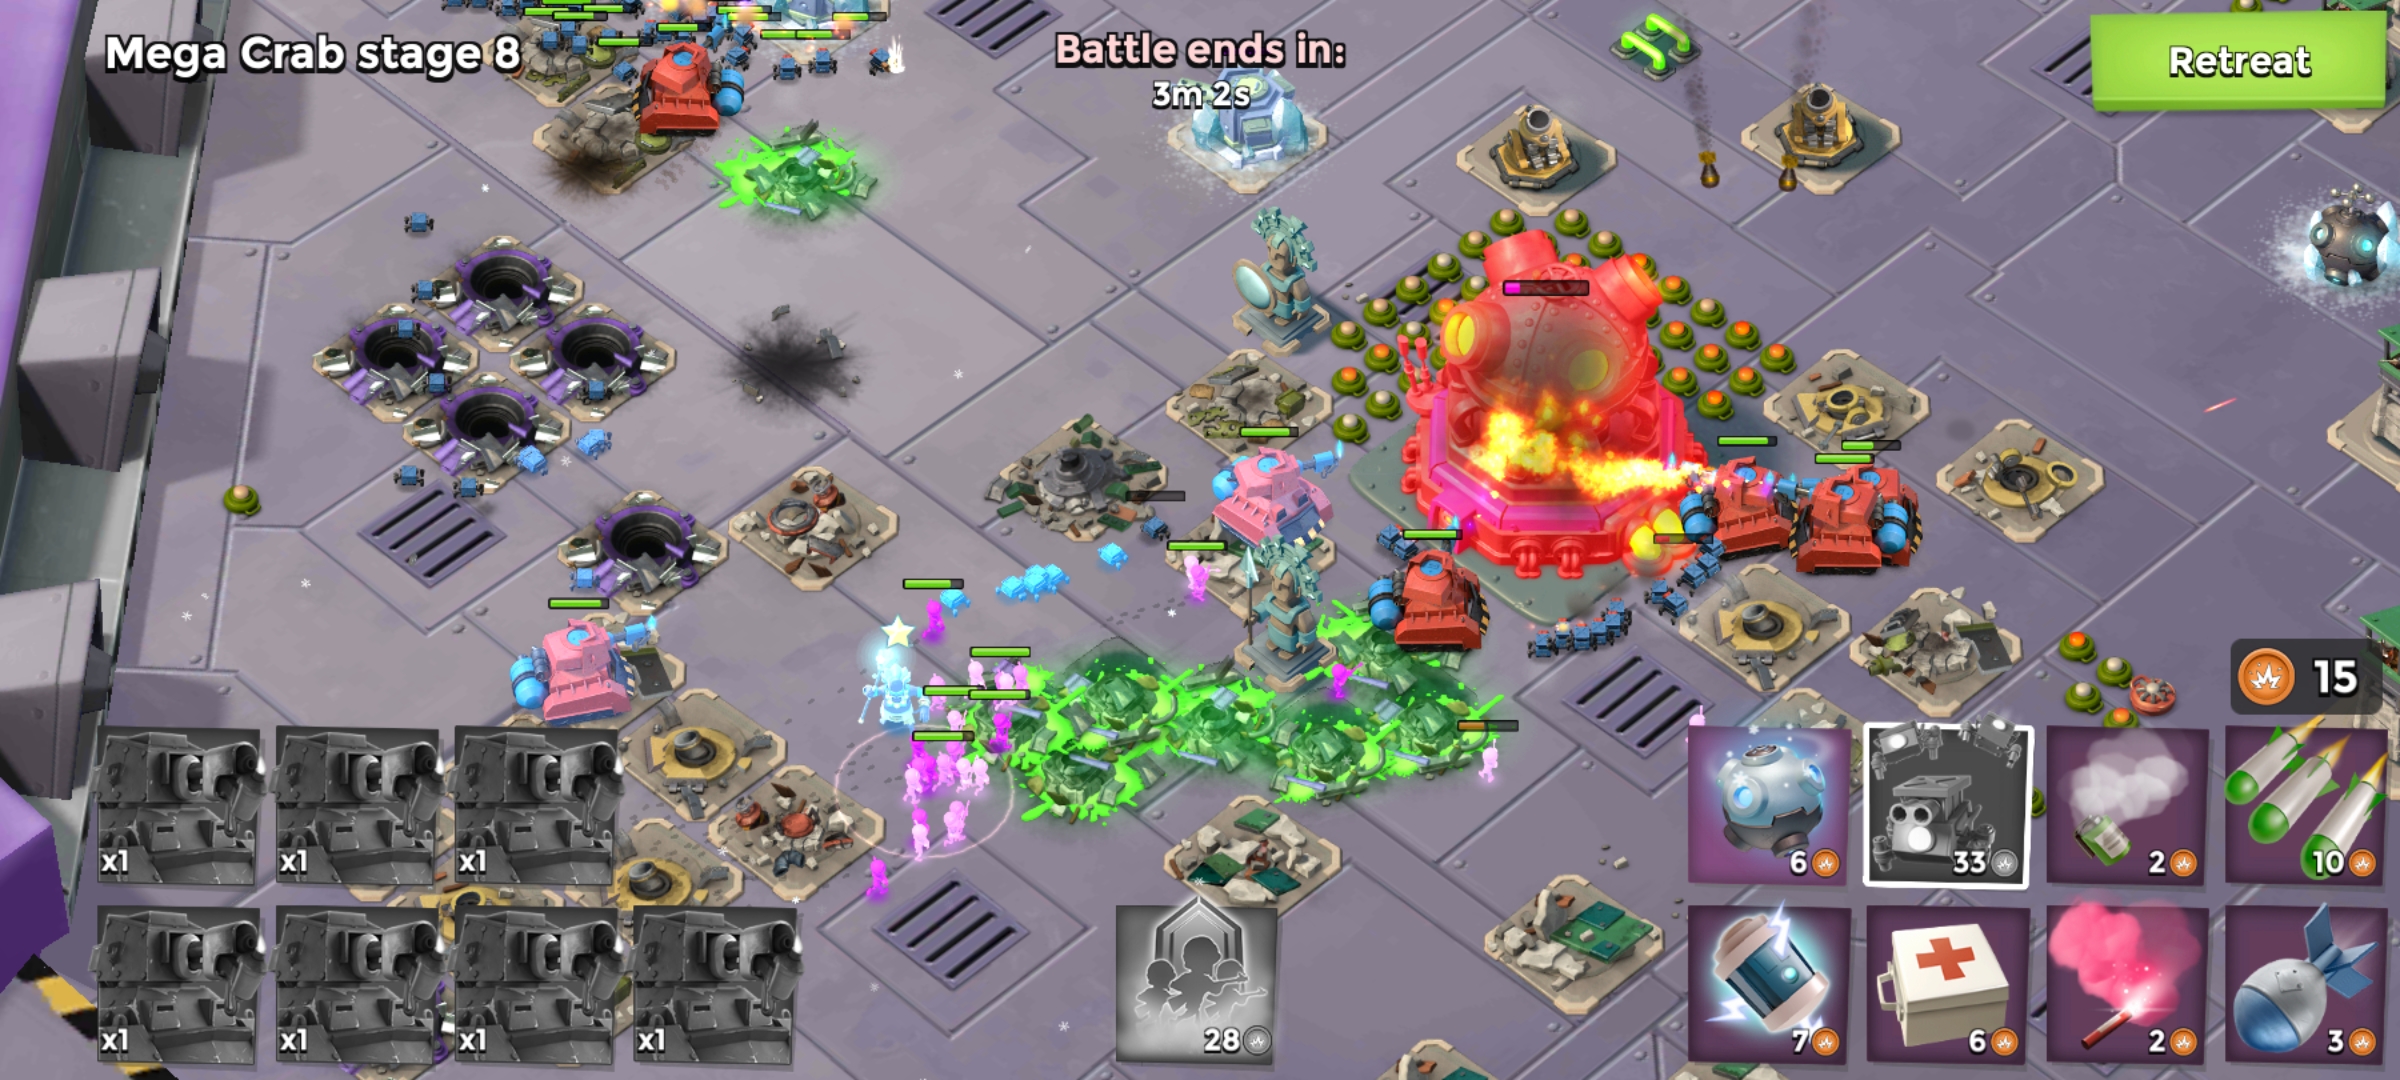 Mega Crab stage 8
Battle ends in:
3m 2s
Retreat
15
x1
x1
x1
6
33
2
10
x1
x1
x1
x1
28
7
6
2
3